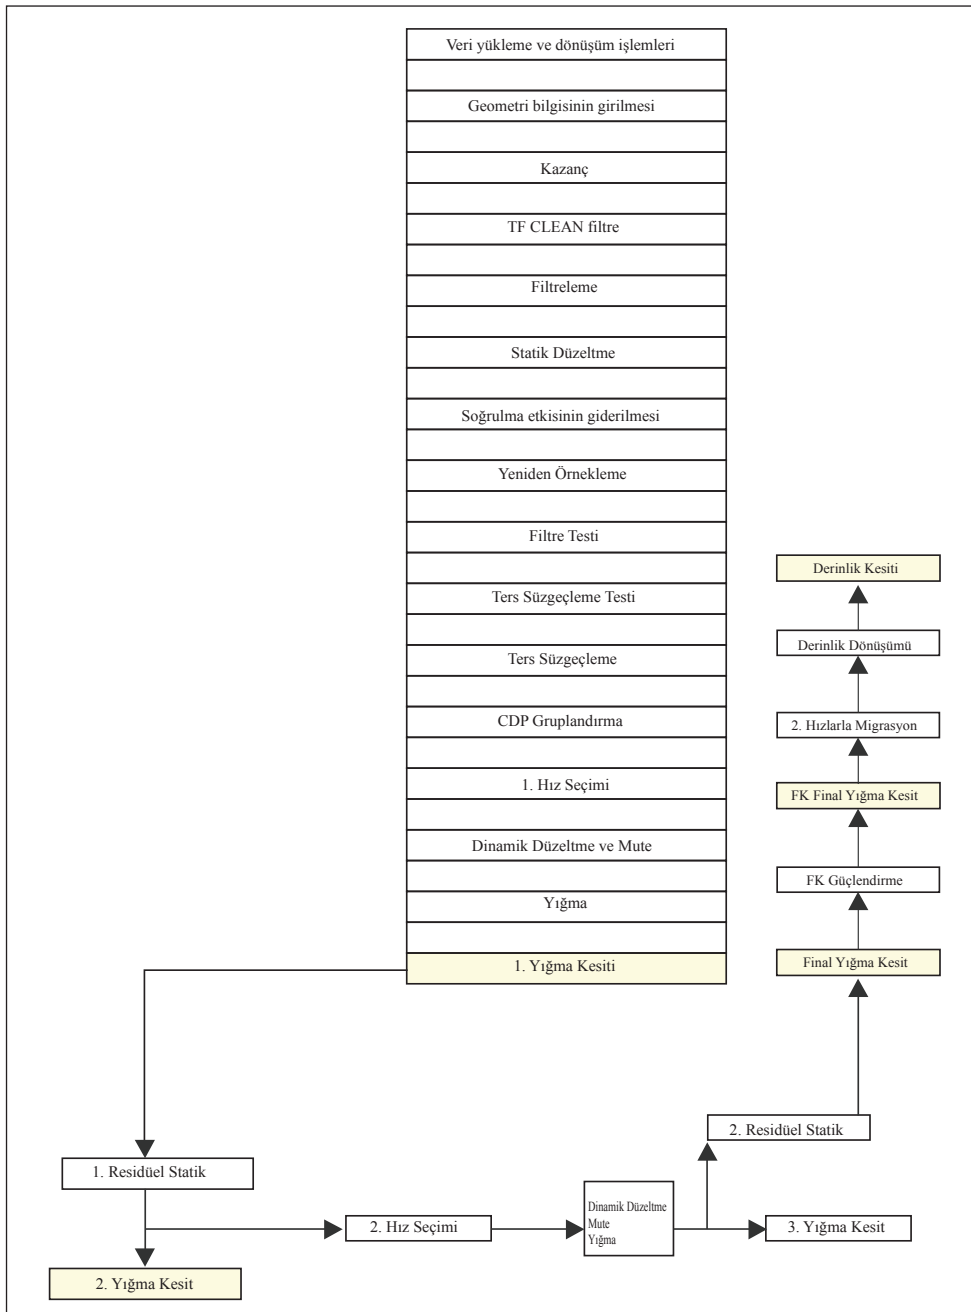 Veri yükleme ve dönüşüm işlemleri
Geometri bilgisinin girilmesi
Kazanç
TF CLEAN filtre
Filtreleme
Statik Düzeltme
Soğrulma etkisinin giderilmesi
Yeniden Örnekleme
Filtre Testi
Ters Süzgeçleme Testi
Ters Süzgeçleme
CDP Gruplandırma
1. Hız Seçimi
Dinamik Düzeltme ve Mute
Yığma
1. Yığma Kesiti
Derinlik Kesiti
Derinlik Dönüşümü
2. Hızlarla Migrasyon
FK Final Yığma Kesit
FK Güçlendirme
Final Yığma Kesit
2. Residüel Statik
1. Residüel Statik
2. Hız Seçimi
Dinamik Düzeltme
Mute
Yığma
3. Yığma Kesit
2. Yığma Kesit